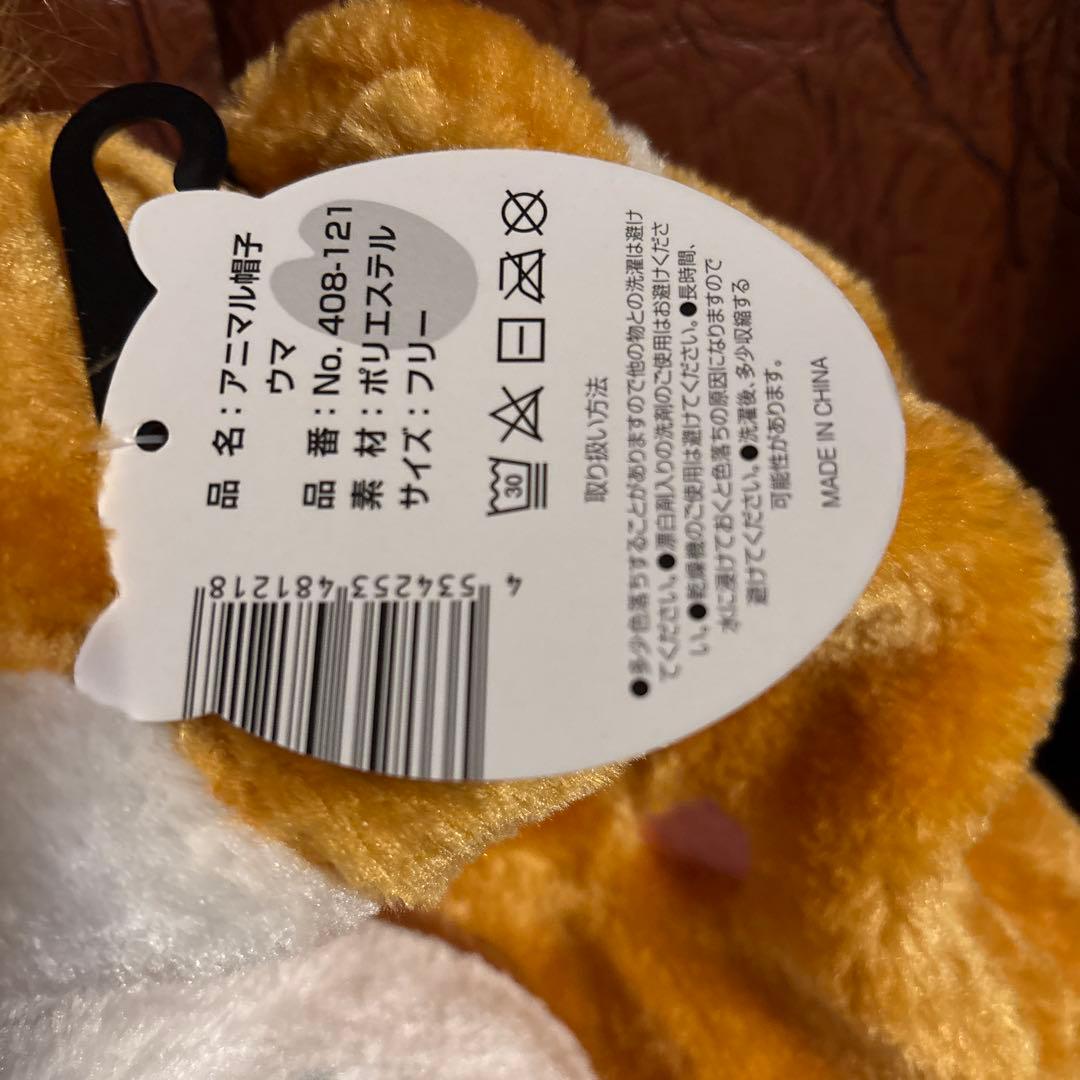 品　名：アニマル帽子
ウマ
品　番：No. 408-121
素　材：ポリエステル
サイズ：フリー
30
取り扱い方法
●多少色落ちすることがありますので他の物との洗濯は避け
てください。●漂白剤入りの洗剤のご使用はお避けくださ
い。●乾燥機のご使用は避けてください。●長時間、
水に浸けておくと色落ちの原因になりますので
避けてください。●洗濯後、多少収縮する
可能性があります。
MADE IN CHINA
4 534253 481218